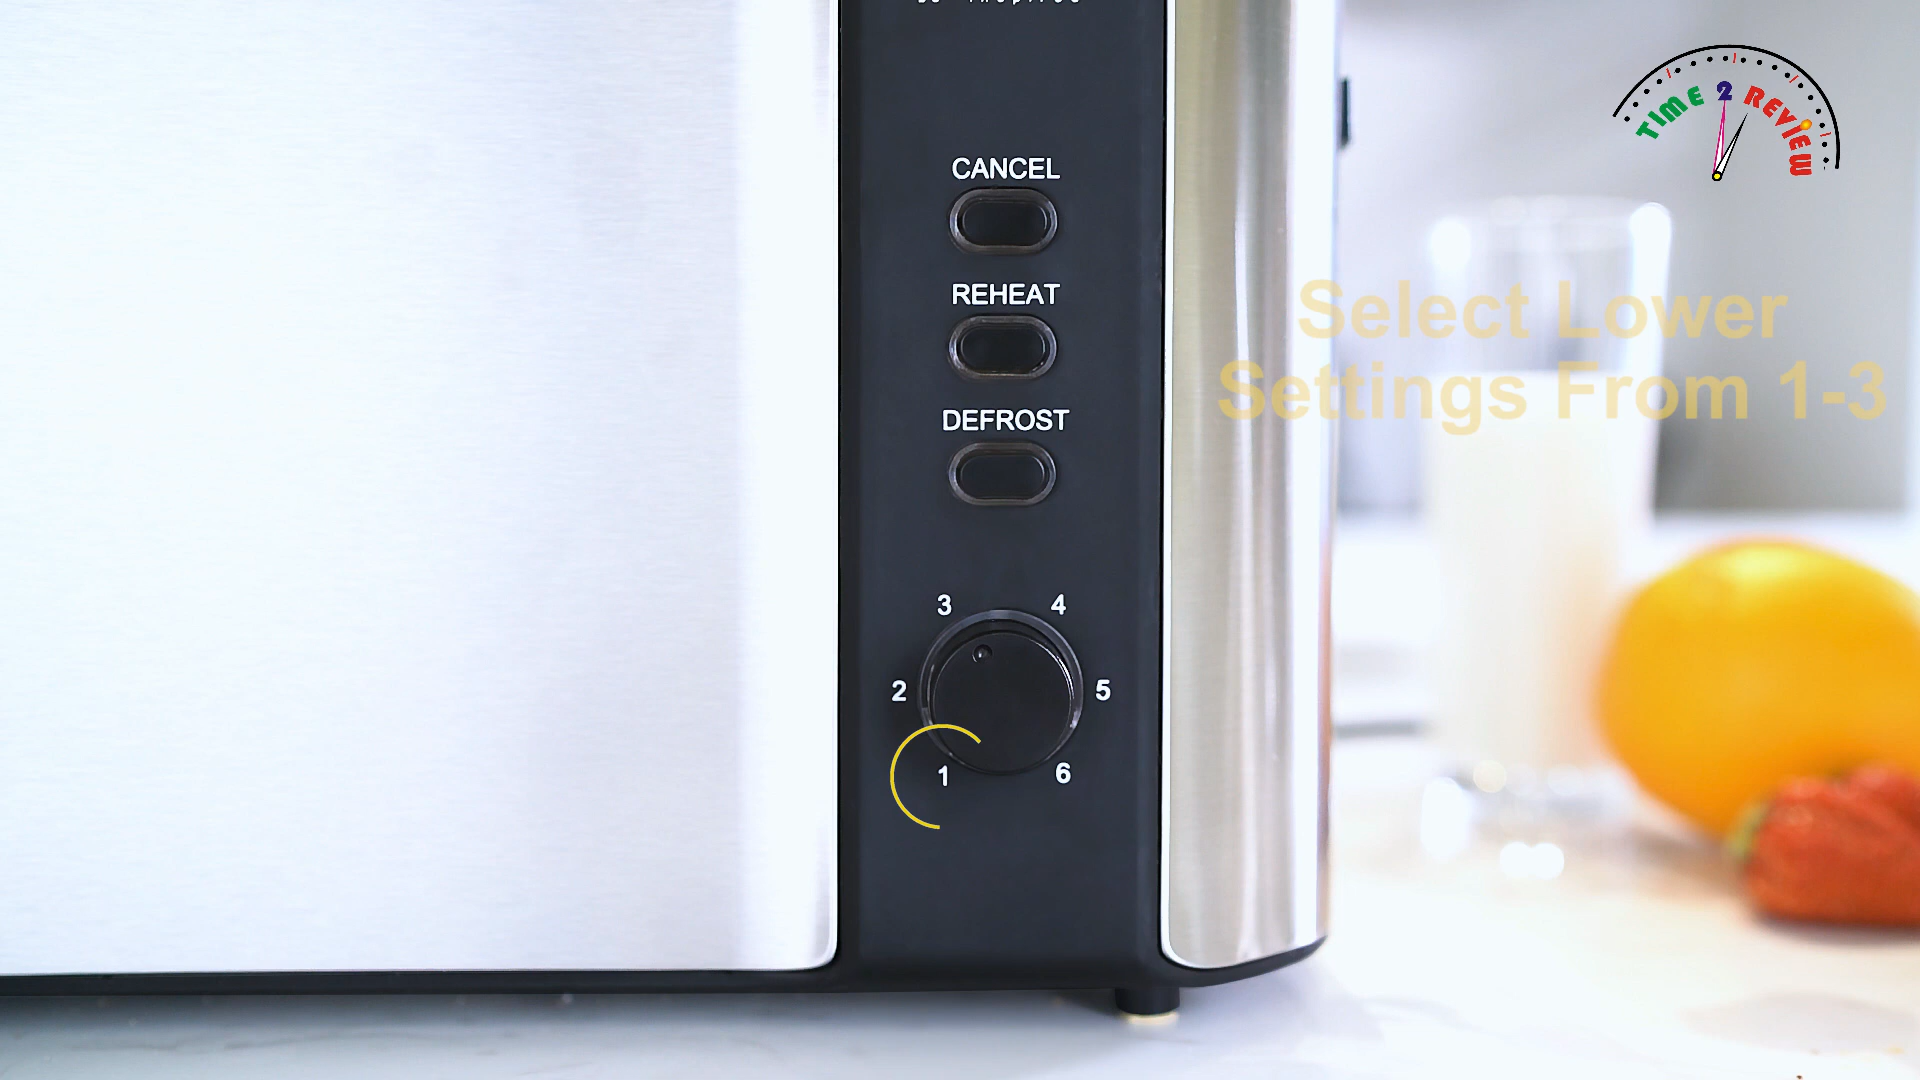 CANCEL
REHEAT
DEFROST
3
4
2
5
1
6
TIME 2 REVIEW
Select Lower
Settings From 1-3